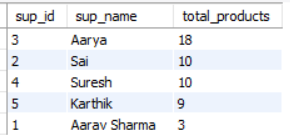 sup_id sup_name total_products
3 Aarya 18
2 Sai 10
4 Suresh 10
5 Karthik 9
1 Aarav Sharma 3